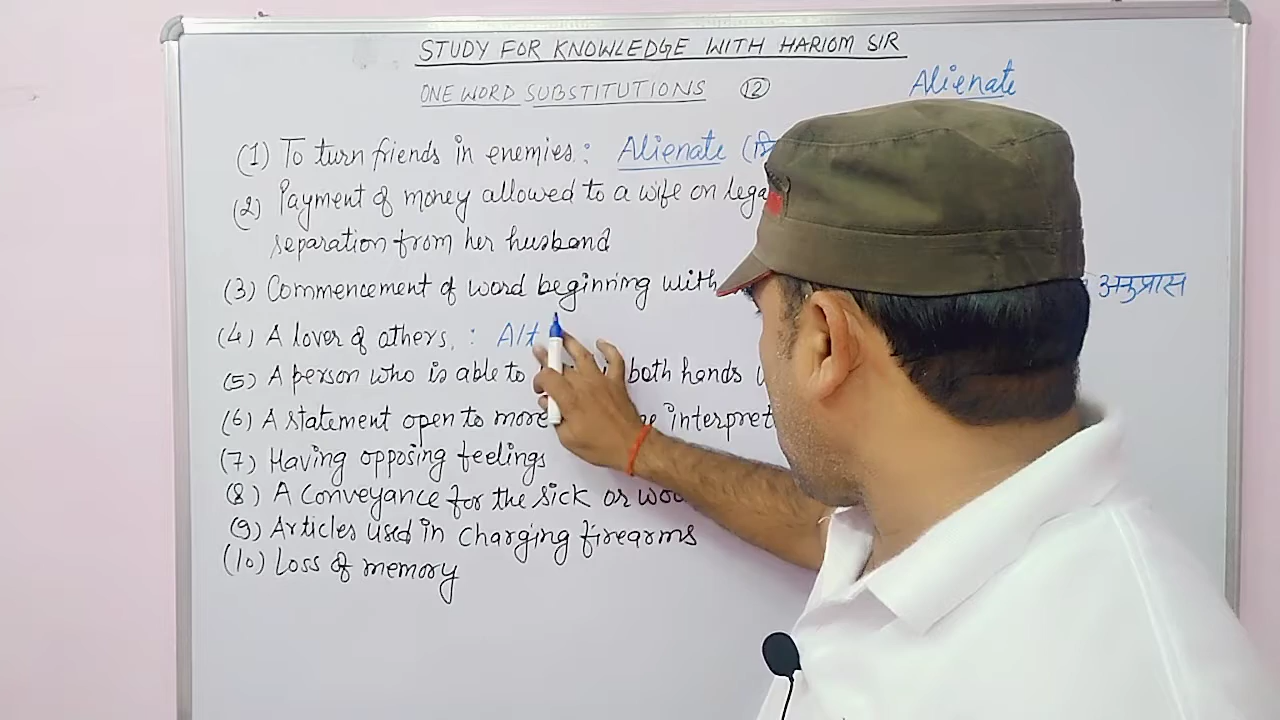 STUDY FOR KNOWLEDGE WITH HARIOM SIR
ONE WORD SUBSTITUTIONS 12
Alienate
(1) To turn friends in enemies: Alienate
(2) Payment of money allowed to a wife on
separation from her husband
(3) Commencement of word beginning with
अनुप्रास
(4) A lover of others. : Alt
(5) A person who is able to both hands
(6) A statement open to more
(7) Having opposing feelings
(8) A Conveyance for the sick or
(9) Articles used in charging firearms
(10) Loss of memory